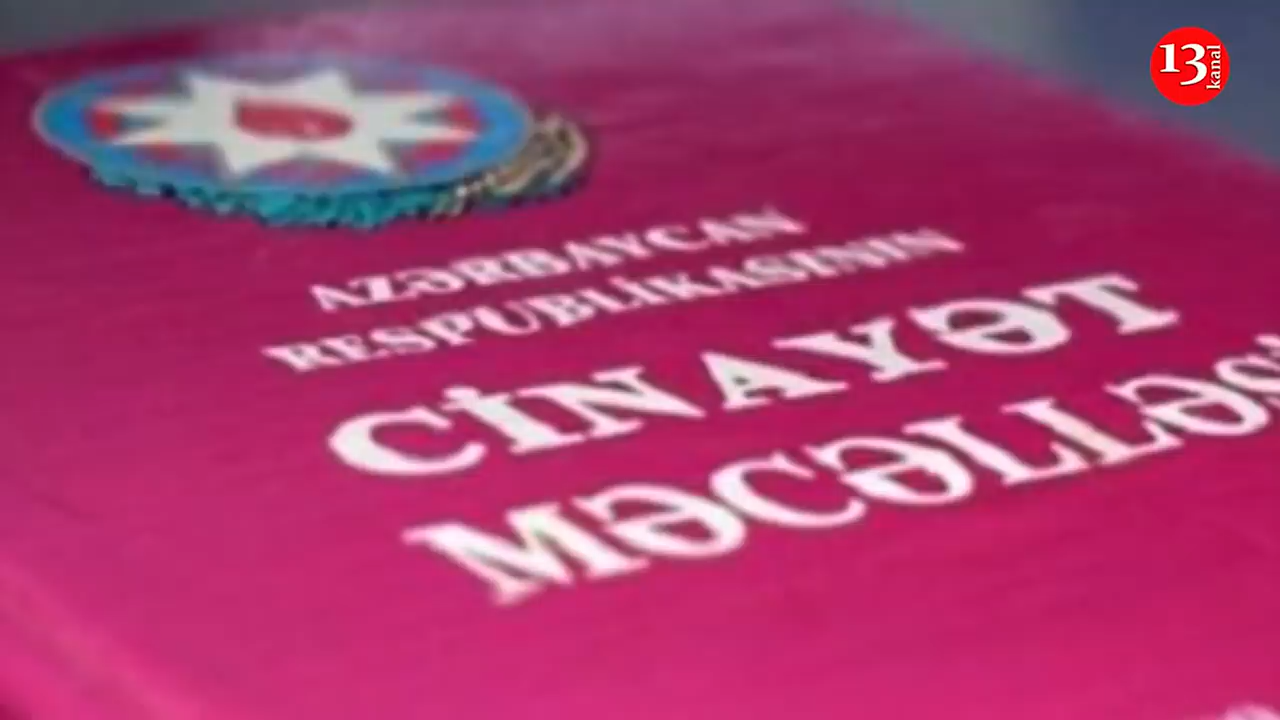 13
kanal
AZƏRBAYCAN
RESPUBLİKASININ
CİNAYƏT
MƏCƏLLƏSİ